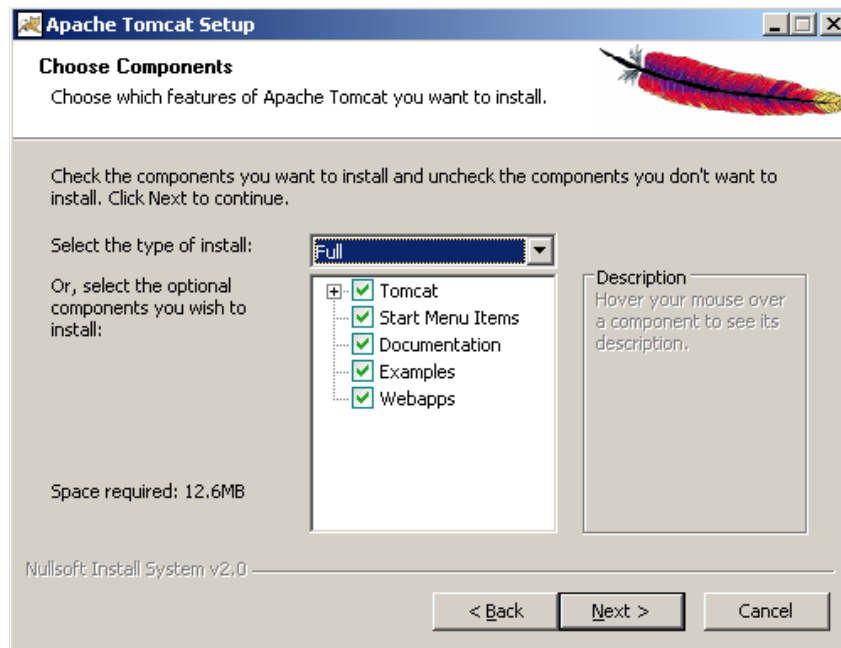 Apache Tomcat Setup
Choose Components
Choose which features of Apache Tomcat you want to install.
Check the components you want to install and uncheck the components you don't want to
install. Click Next to continue.
Select the type of install:
Full
Or, select the optional
components you wish to
install:
Tomcat
Start Menu Items
Documentation
Examples
Webapps
Description
Hover your mouse over
a component to see its
description.
Space required: 12.6MB
Nullsoft Install System v2.0
< Back
Next >
Cancel